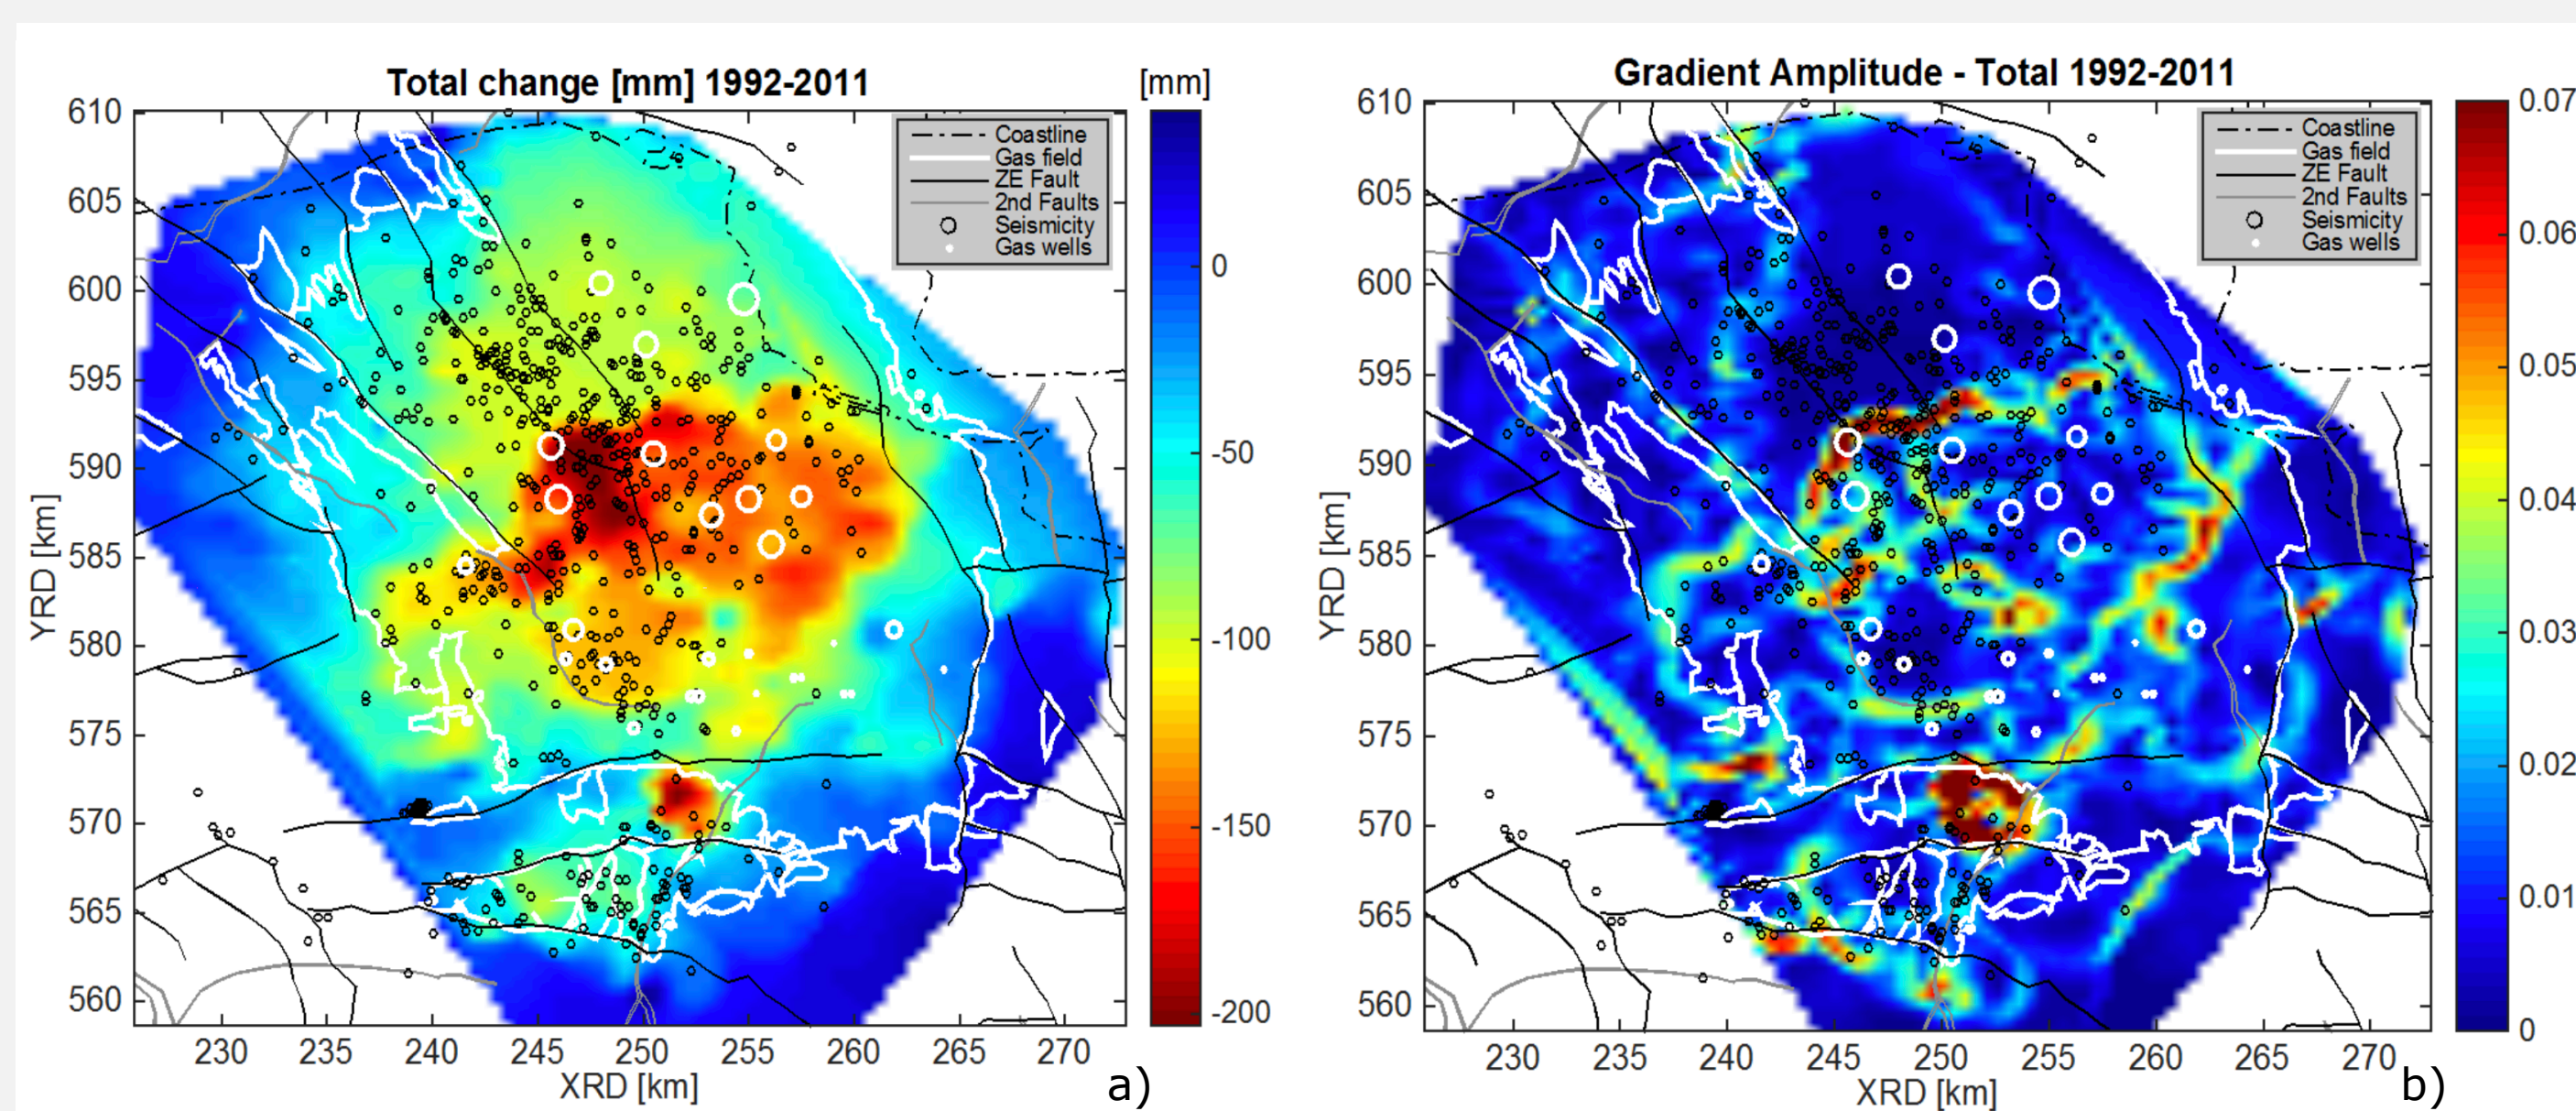 Total change [mm] 1992-2011
[mm]
610
605
600
595
590
585
580
575
570
565
560
YRD [km]
230 235 240 245 250 255 260 265 270
XRD [km]
Coastline
Gas field
ZE Fault
2nd Faults
Seismicity
Gas wells
0
-50
-100
-150
-200
a)
Gradient Amplitude - Total 1992-2011
610
605
600
595
590
585
580
575
570
565
560
YRD [km]
230 235 240 245 250 255 260 265 270
XRD [km]
Coastline
Gas field
ZE Fault
2nd Faults
Seismicity
Gas wells
0.07
0.06
0.05
0.04
0.03
0.02
0.01
0
b)